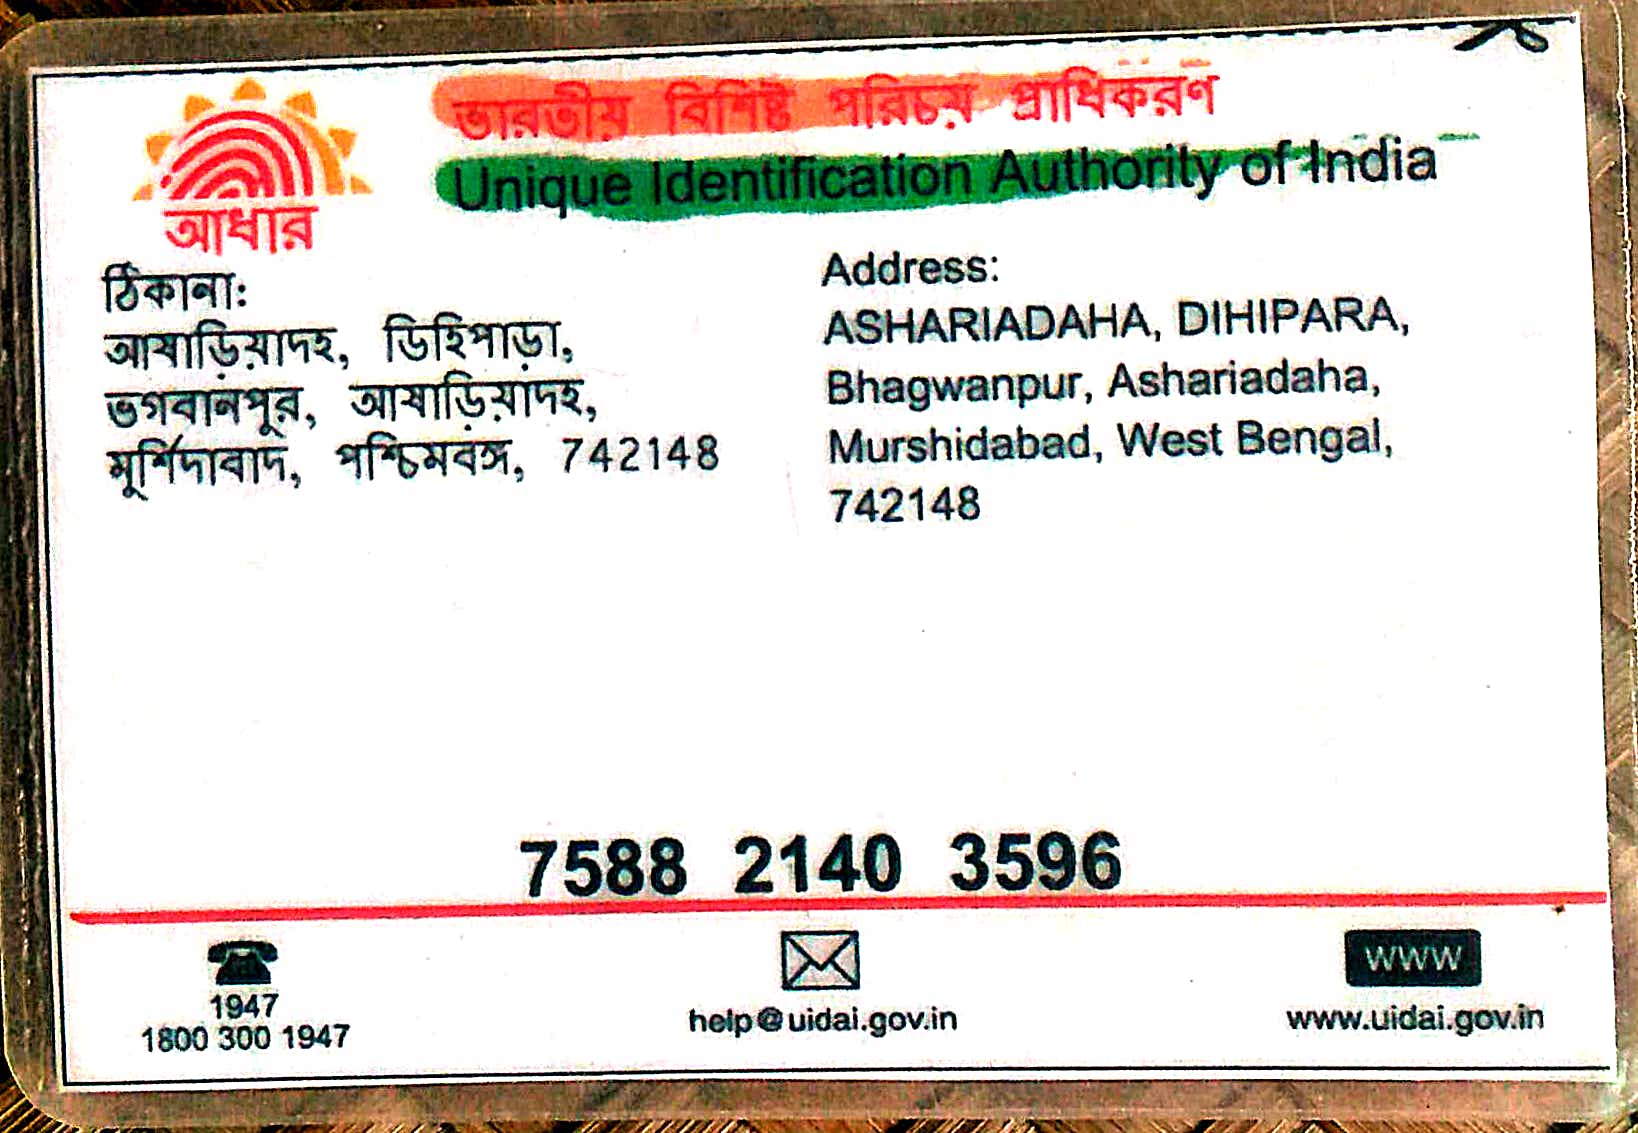 ভারতীয় বিশিষ্ট পরিচয় প্রাধিকরণ
Unique Identification Authority of India
আধার
ঠিকানা:
আষাড়িয়াদহ, ডিহিপাড়া,
ভগবানপুর, আষাড়িয়াদহ,
মুর্শিদাবাদ, পশ্চিমবঙ্গ, 742148
Address:
ASHARIADAHA, DIHIPARA,
Bhagwanpur, Ashariadaha,
Murshidabad, West Bengal,
742148
7588 2140 3596
1947
1800 300 1947
help@uidai.gov.in
www
www.uidai.gov.in